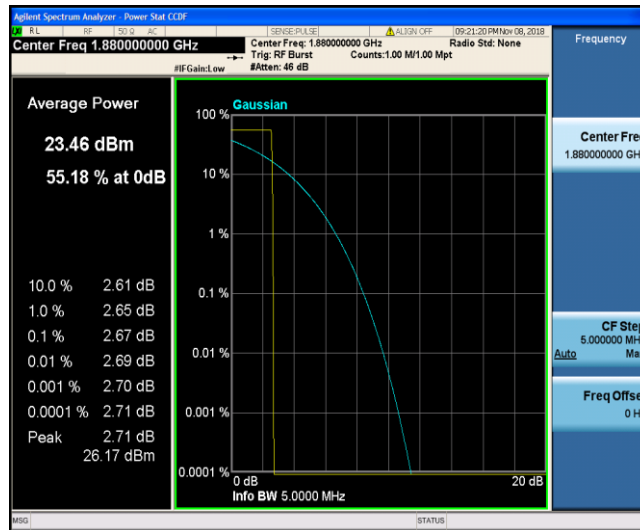 Agilent Spectrum Analyzer - Power Stat CCDF
RL RF 50 Ω AC SENSE:PULSE ALIGN OFF 09:21:20 PM Nov 08, 2018
Center Freq 1.880000000 GHz
Center Freq: 1.880000000 GHz Radio Std: None
Trig: RF Burst Counts:1.00 M/1.00 Mpt
#IFGain:Low #Atten: 46 dB
Frequency
Average Power
23.46 dBm
55.18 % at 0dB
10.0 % 2.61 dB
1.0 % 2.65 dB
0.1 % 2.67 dB
0.01 % 2.69 dB
0.001 % 2.70 dB
0.0001 % 2.71 dB
Peak 2.71 dB
26.17 dBm
Gaussian
100 %
10 %
1 %
0.1 %
0.01 %
0.001 %
0.0001 %
0 dB 20 dB
Info BW 5.0000 MHz
Center Fre
1.880000000 GH
CF Step
5.000000 MH
Auto Ma
Freq Offse
0 H
MSG STATUS